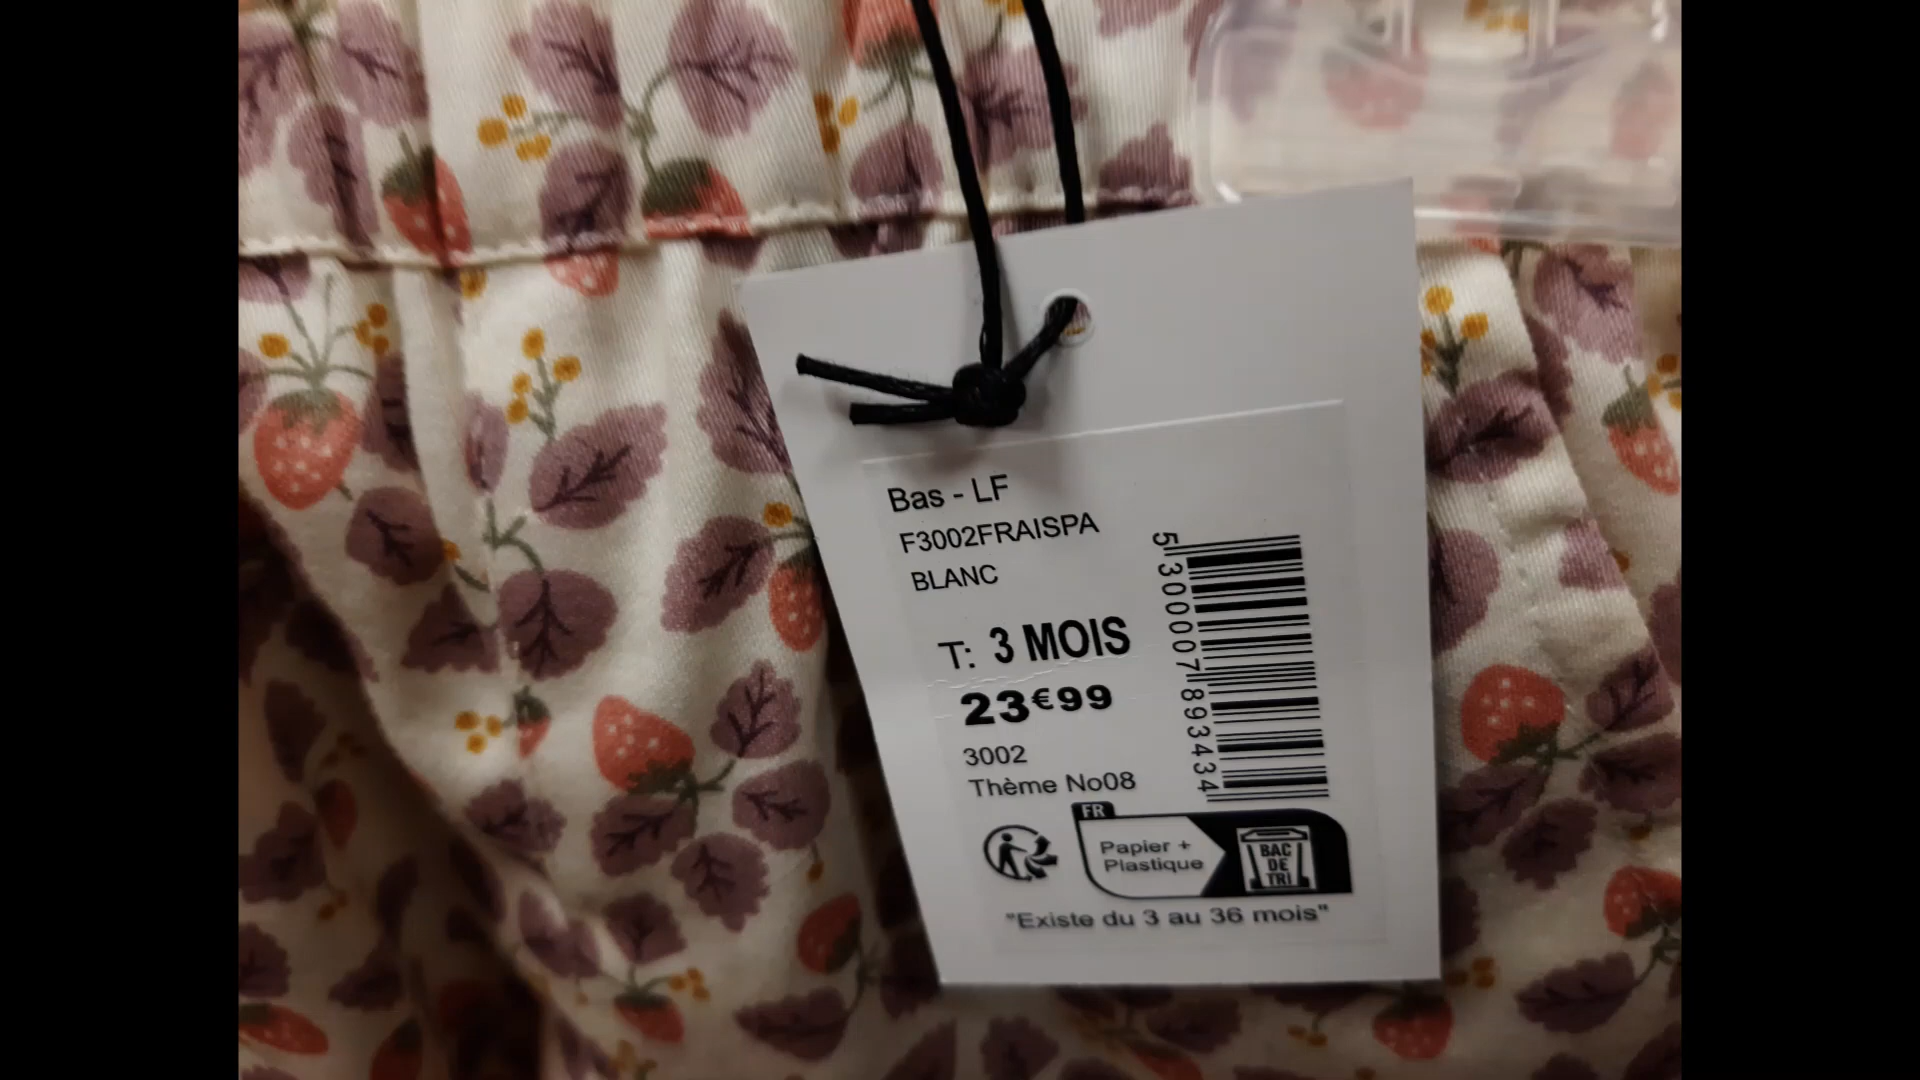 Bas - LF
F3002FRAISPA
BLANC
T: 3 MOIS
23€99
3002
Thème No08
5300007893434
FR
Papier +
Plastique
BAC
DE
TRI
"Existe du 3 au 36 mois"